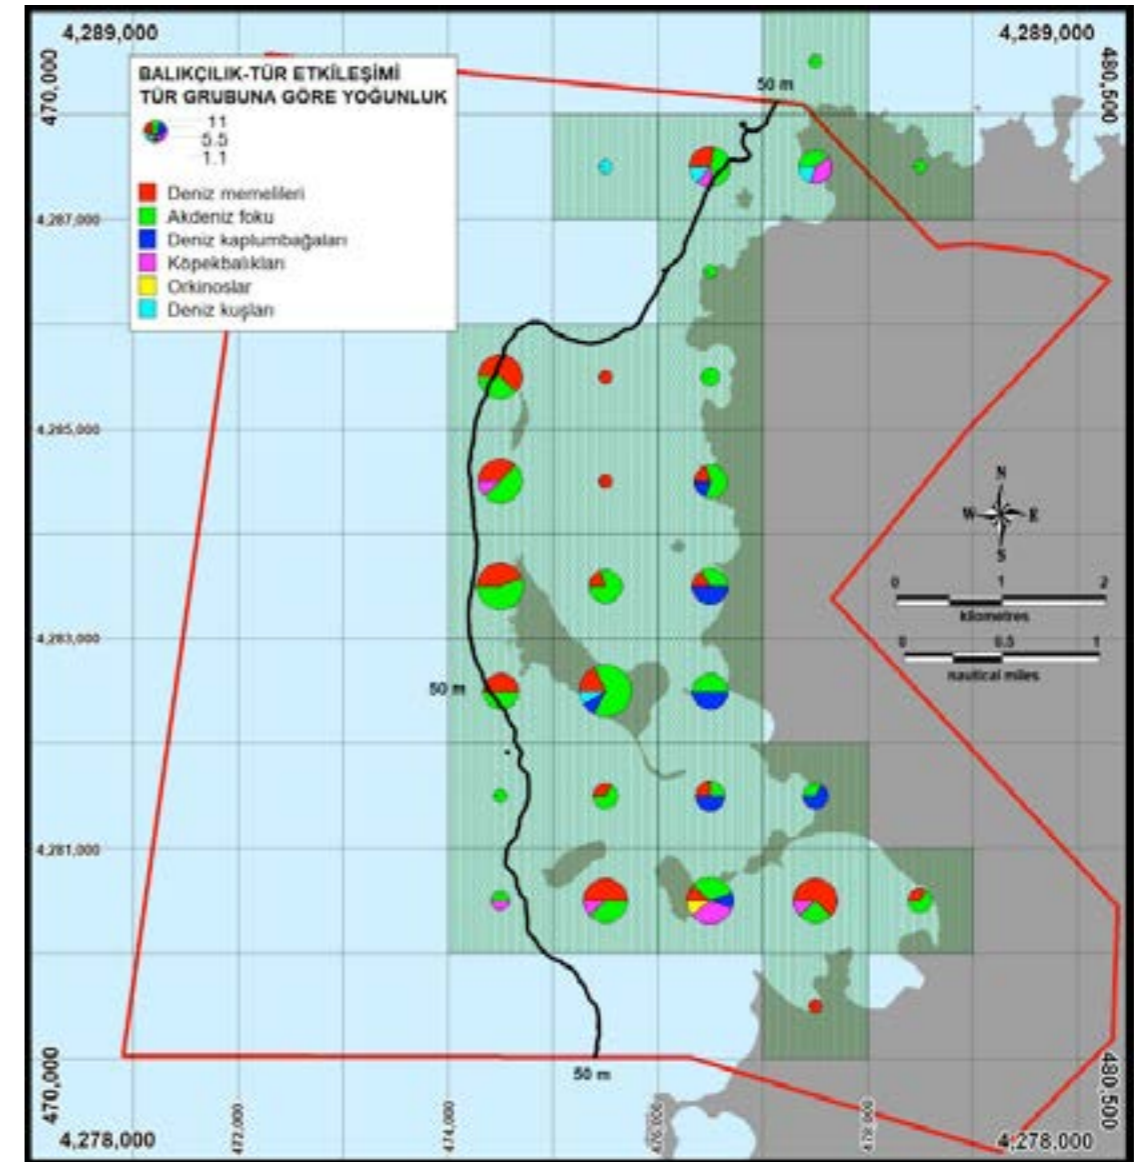 4,289,000
4,289,000
470,000
480,500
BALIKÇILIK-TÜR ETKİLEŞİMİ
TÜR GRUBUNA GÖRE YOĞUNLUK
11
5.5
1.1
Deniz memelileri
Akdeniz foku
Deniz kaplumbağaları
Köpekbalıkları
Orkinoslar
Deniz kuşları
50 m
4,287,000
4,285,000
N
W
E
S
0
1
2
kilometres
4,283,000
0
0.5
1
nautical miles
50 m
4,281,000
50 m
470,000
472,000
474,000
476,000
478,000
480,500
4,278,000
4,278,000